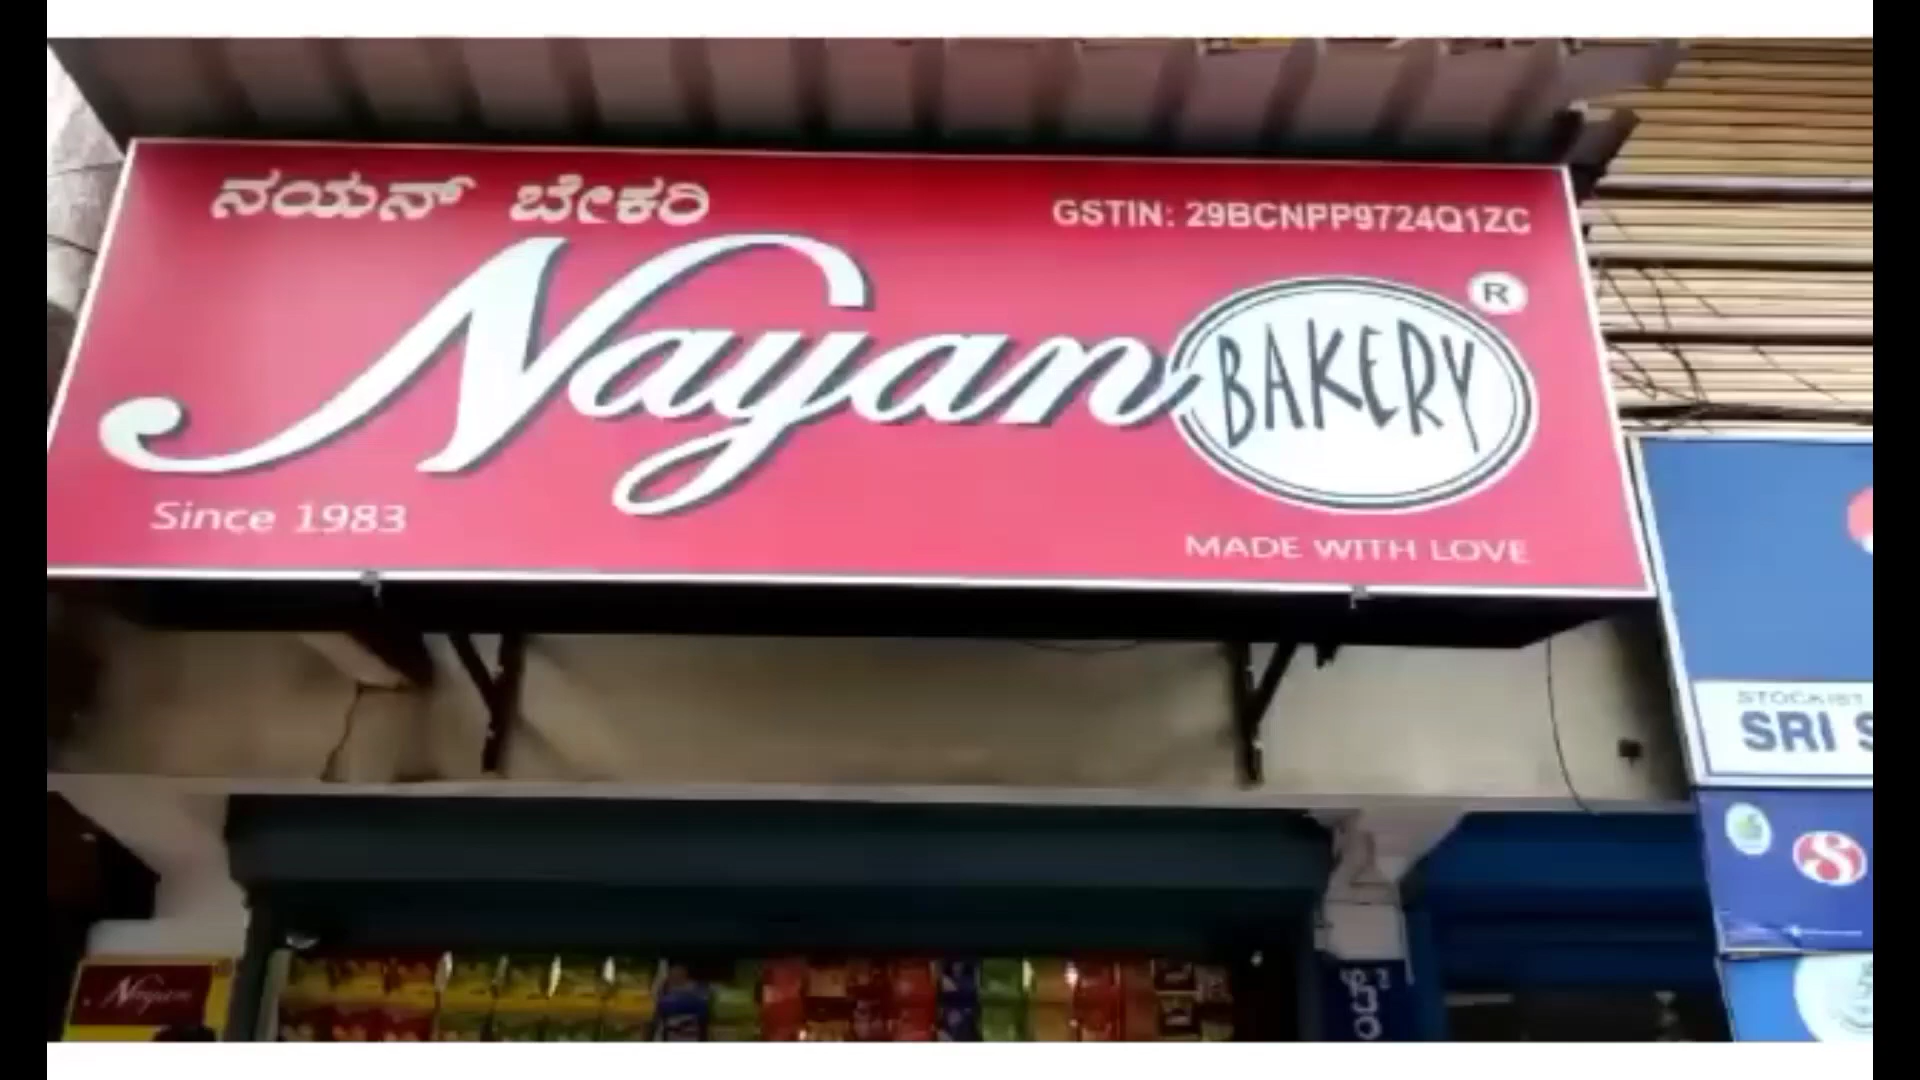 ನಯನ್ ಬೇಕರಿ
GSTIN: 29BCNPP9724Q1ZC
Nayan BAKERY ®
Since 1983
MADE WITH LOVE
STOCKIST
SRI S
Nayan